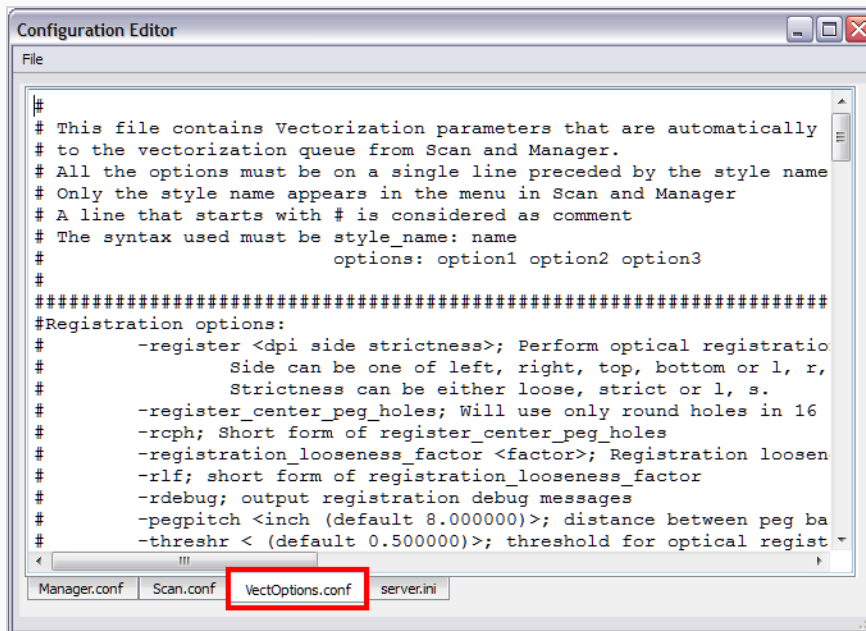 Configuration Editor
File
#
# This file contains Vectorization parameters that are automatically
# to the vectorization queue from Scan and Manager.
# All the options must be on a single line preceded by the style name
# Only the style name appears in the menu in Scan and Manager
# A line that starts with # is considered as comment
# The syntax used must be style_name: name
# options: option1 option2 option3
#
#####################################################################
#Registration options:
# -register <dpi side strictness>; Perform optical registratio
# Side can be one of left, right, top, bottom or l, r,
# Strictness can be either loose, strict or l, s.
# -register_center_peg_holes; Will use only round holes in 16
# -rcph; Short form of register_center_peg_holes
# -registration_looseness_factor <factor>; Registration loosen
# -rlf; short form of registration_looseness_factor
# -rdebug; output registration debug messages
# -pegpitch <inch (default 8.000000)>; distance between peg ba
# -threshr < (default 0.500000)>; threshold for optical regist
Manager.conf Scan.conf VectOptions.conf server.ini